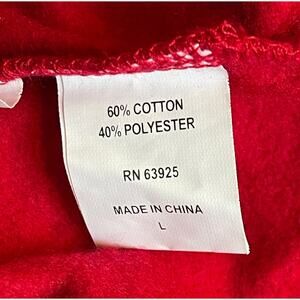 60% COTTON
40% POLYESTER
RN 63925
MADE IN CHINA
L